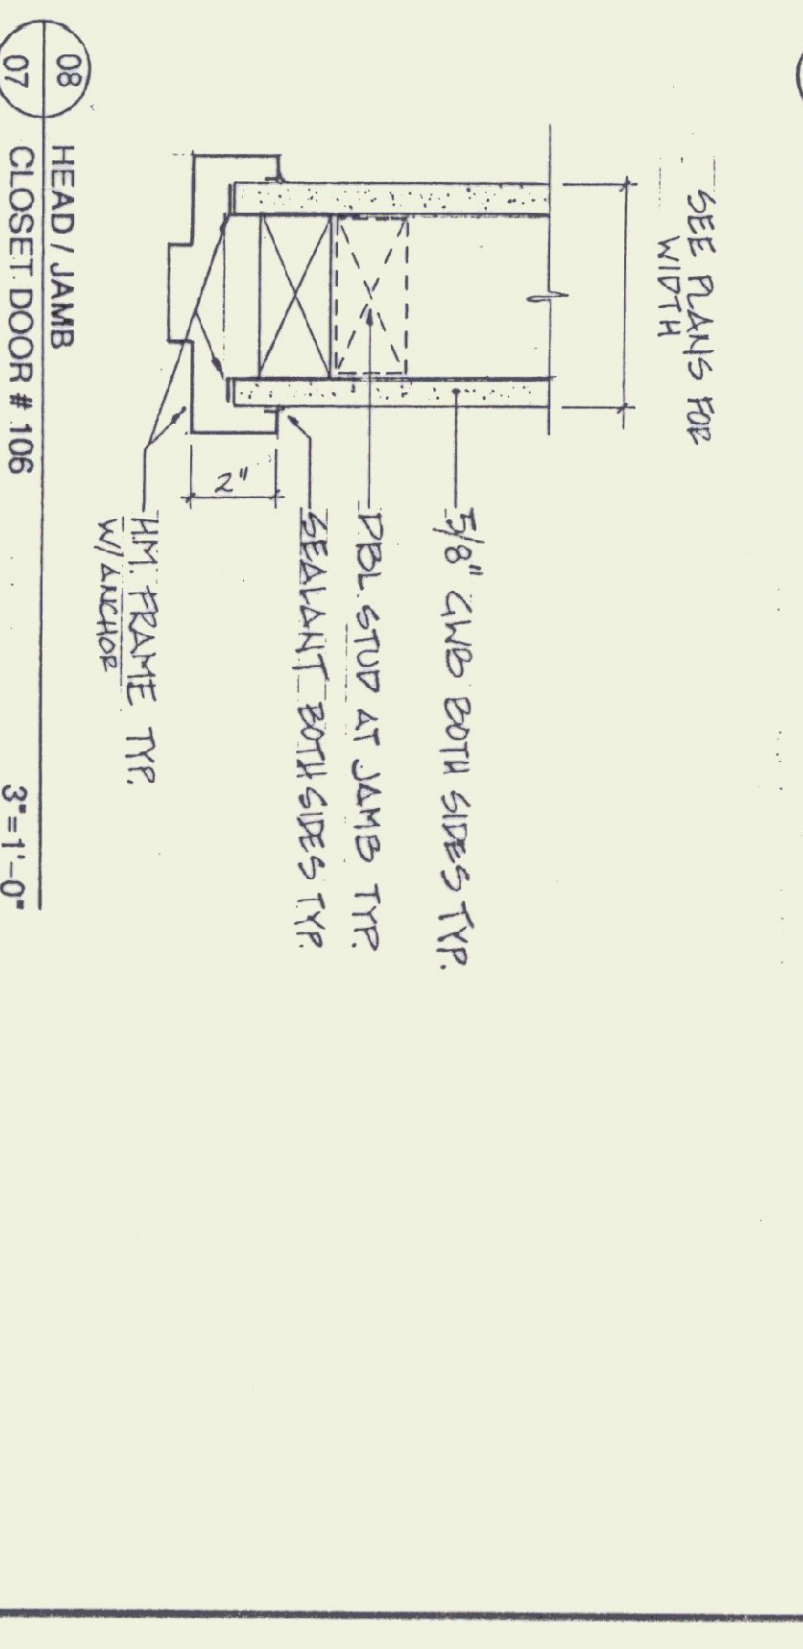 SEE PLANS FOR
WIDTH
5/8" GWB BOTH SIDES TYP.
DBL. STUD AT JAMB TYP.
SEALANT BOTH SIDES TYP.
2"
H.M. FRAME TYP.
W/ ANCHOR
08 HEAD / JAMB
07 CLOSET DOOR # 106 3"=1'-0"